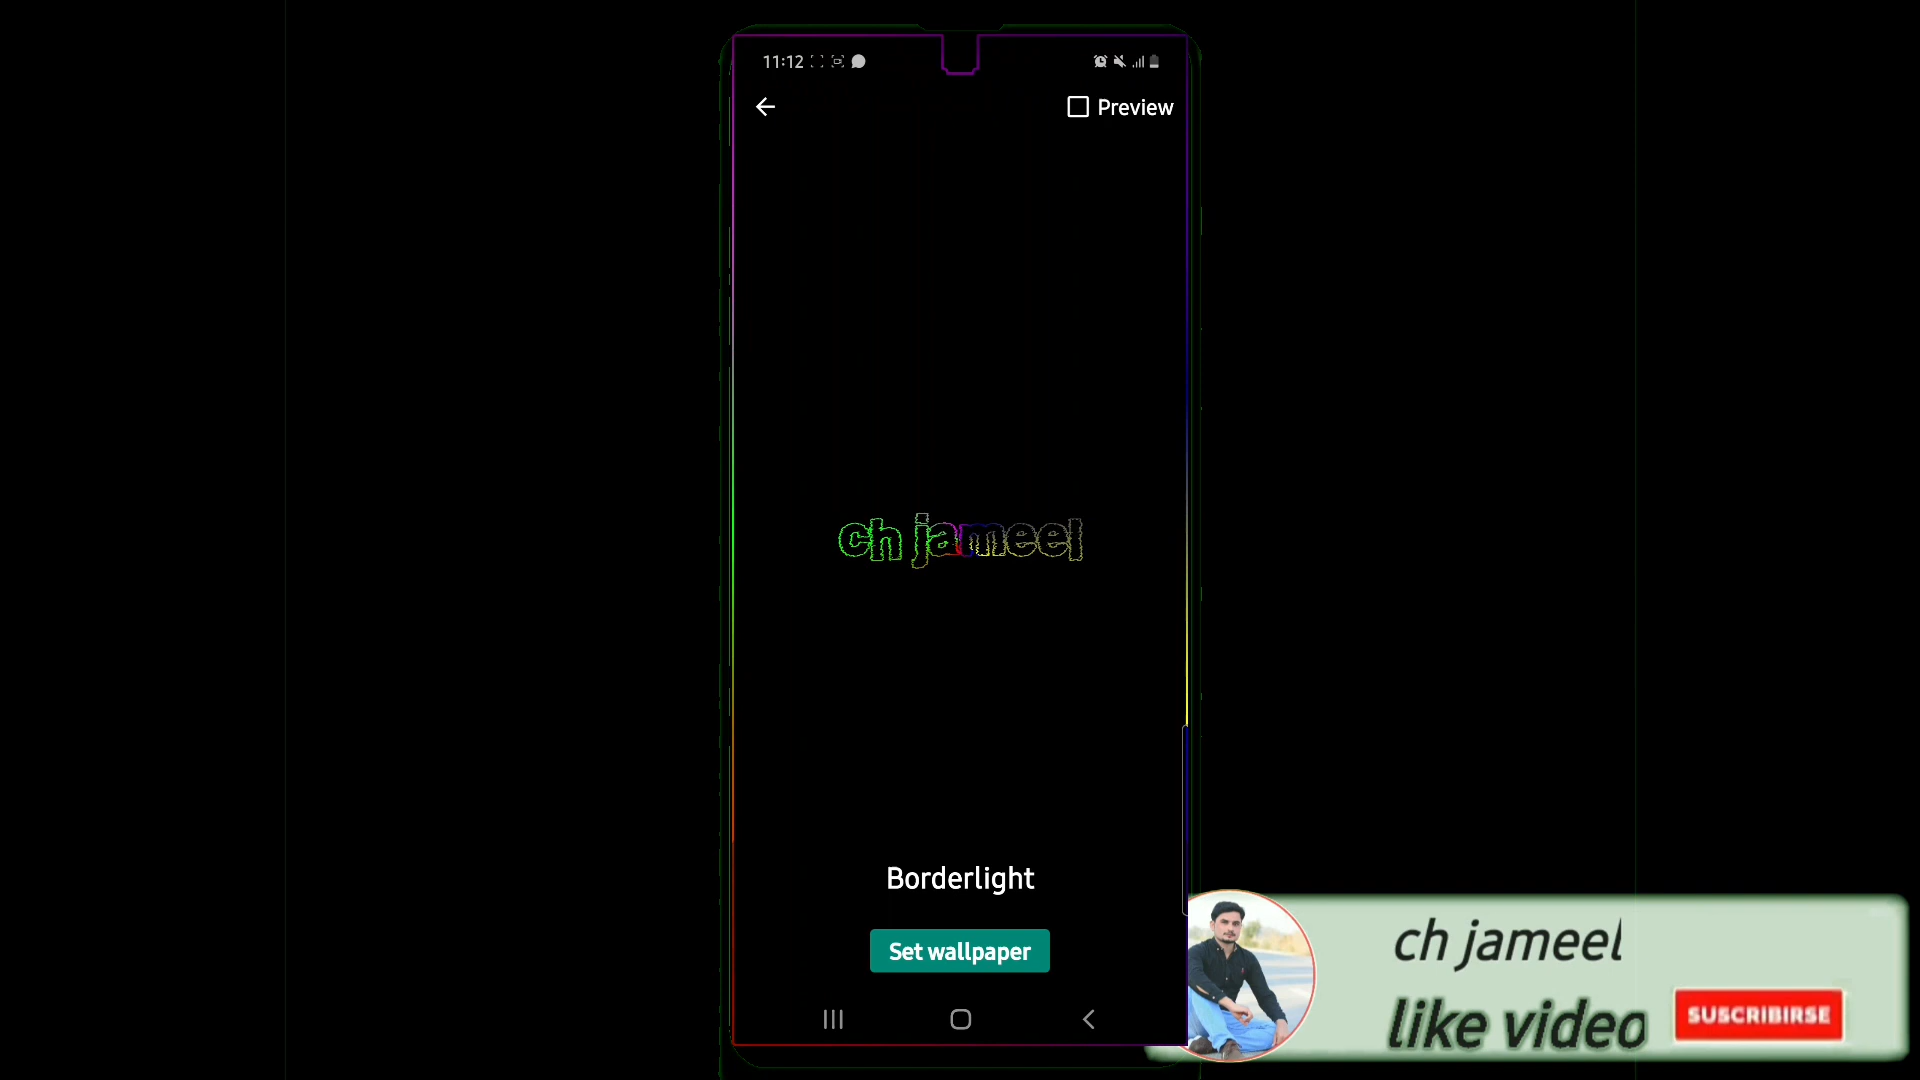 11:12
Preview
ch jameel
Borderlight
Set wallpaper
ch jameel
like video
SUSCRIBIRSE